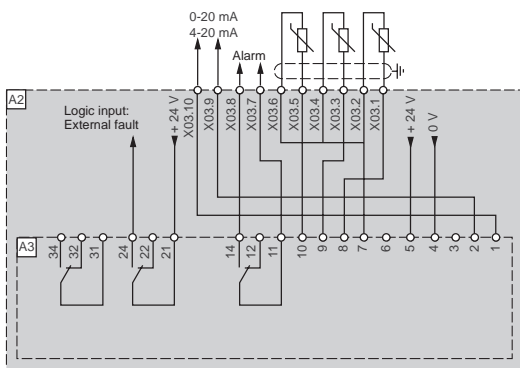 0-20 mA
4-20 mA
Alarm
A2
Logic input:
External fault
+ 24 V
X03.10
X03.9
X03.8
X03.7
X03.6
X03.5
X03.4
X03.3
X03.2
X03.1
+ 24 V
0 V
A3
34
32
31
24
22
21
14
12
11
10
9
8
7
6
5
4
3
2
1